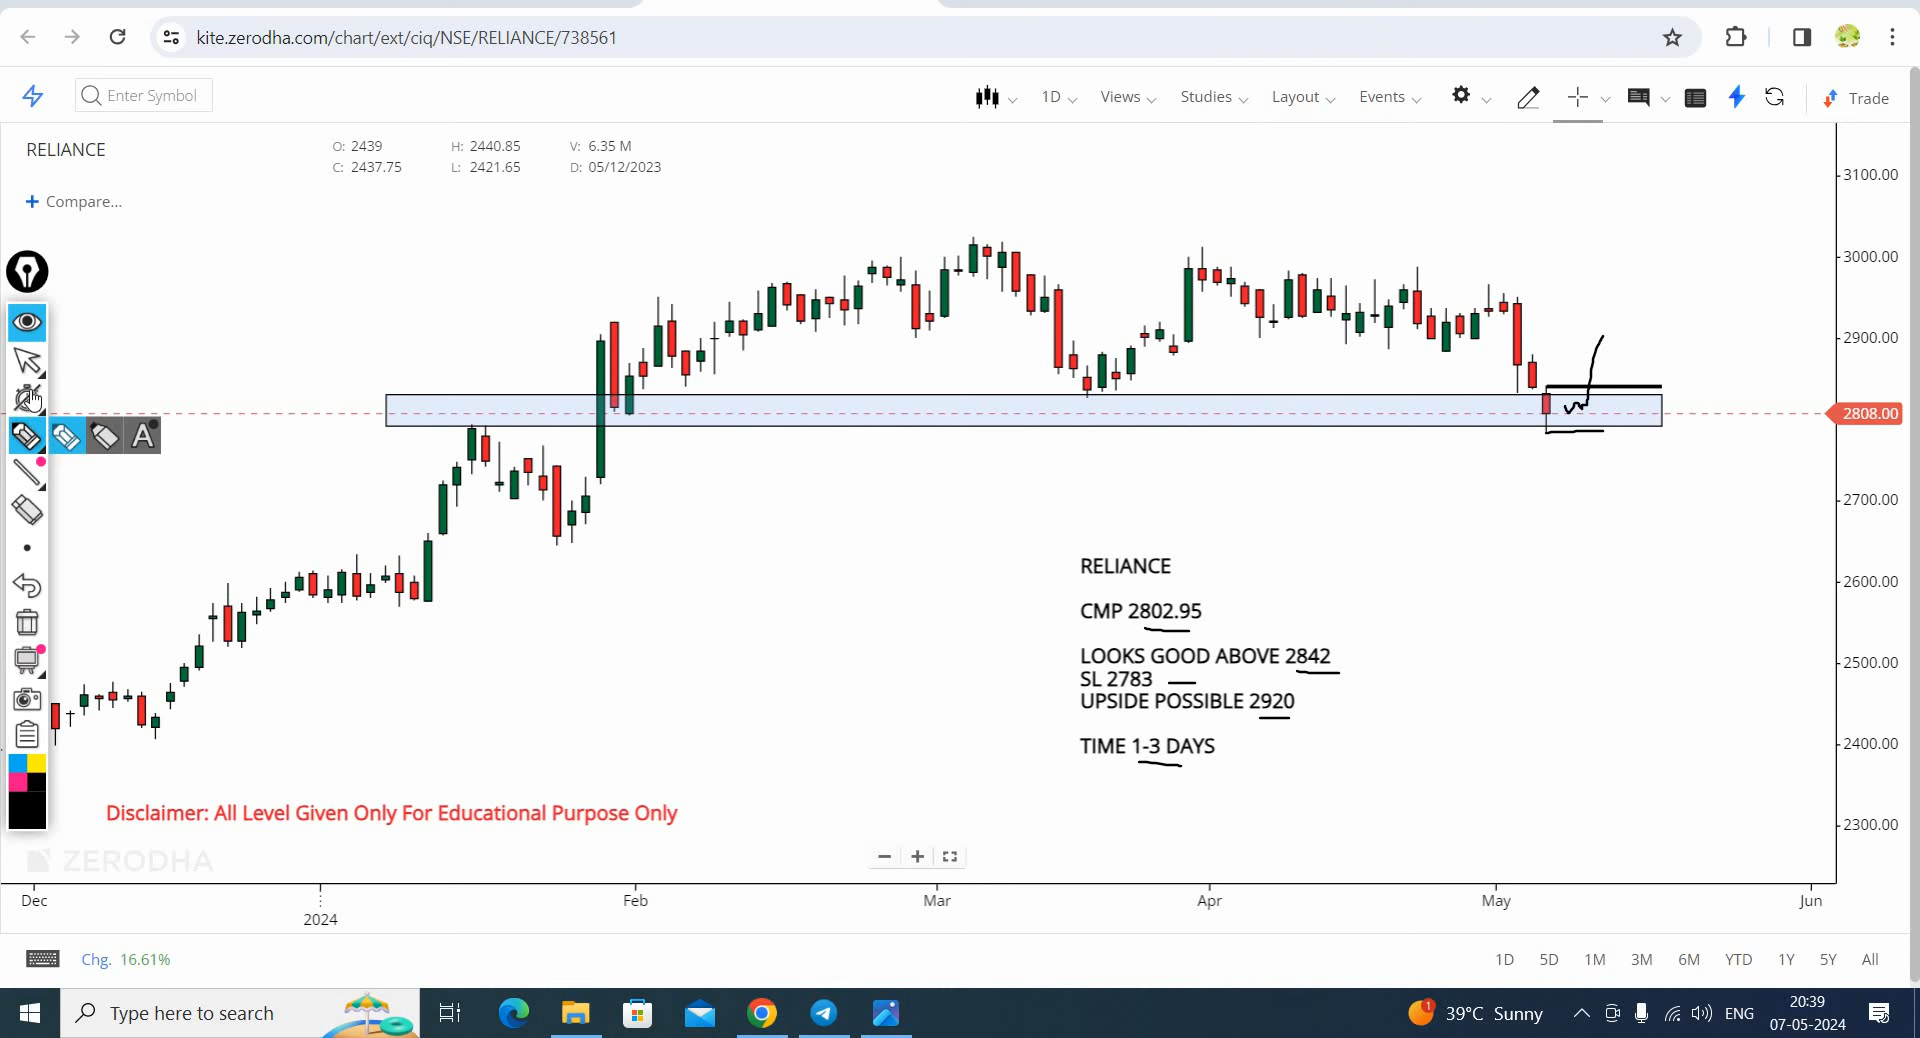 kite.zerodha.com/chart/ext/ciq/NSE/RELIANCE/738561
Enter Symbol
1D
Views
Studies
Layout
Events
Trade
RELIANCE
O: 2439 H: 2440.85 V: 6.35 M
C: 2437.75 L: 2421.65 D: 05/12/2023
+ Compare...
3100.00
3000.00
2900.00
2808.00
2700.00
2600.00
2500.00
2400.00
2300.00
A
RELIANCE
CMP 2802.95
LOOKS GOOD ABOVE 2842
SL 2783
UPSIDE POSSIBLE 2920
TIME 1-3 DAYS
Disclaimer: All Level Given Only For Educational Purpose Only
ZERODHA
Dec 2024 Feb Mar Apr May Jun
Chg. 16.61%
1D 5D 1M 3M 6M YTD 1Y 5Y All
Type here to search
1
39°C Sunny
ENG
20:39
07-05-2024